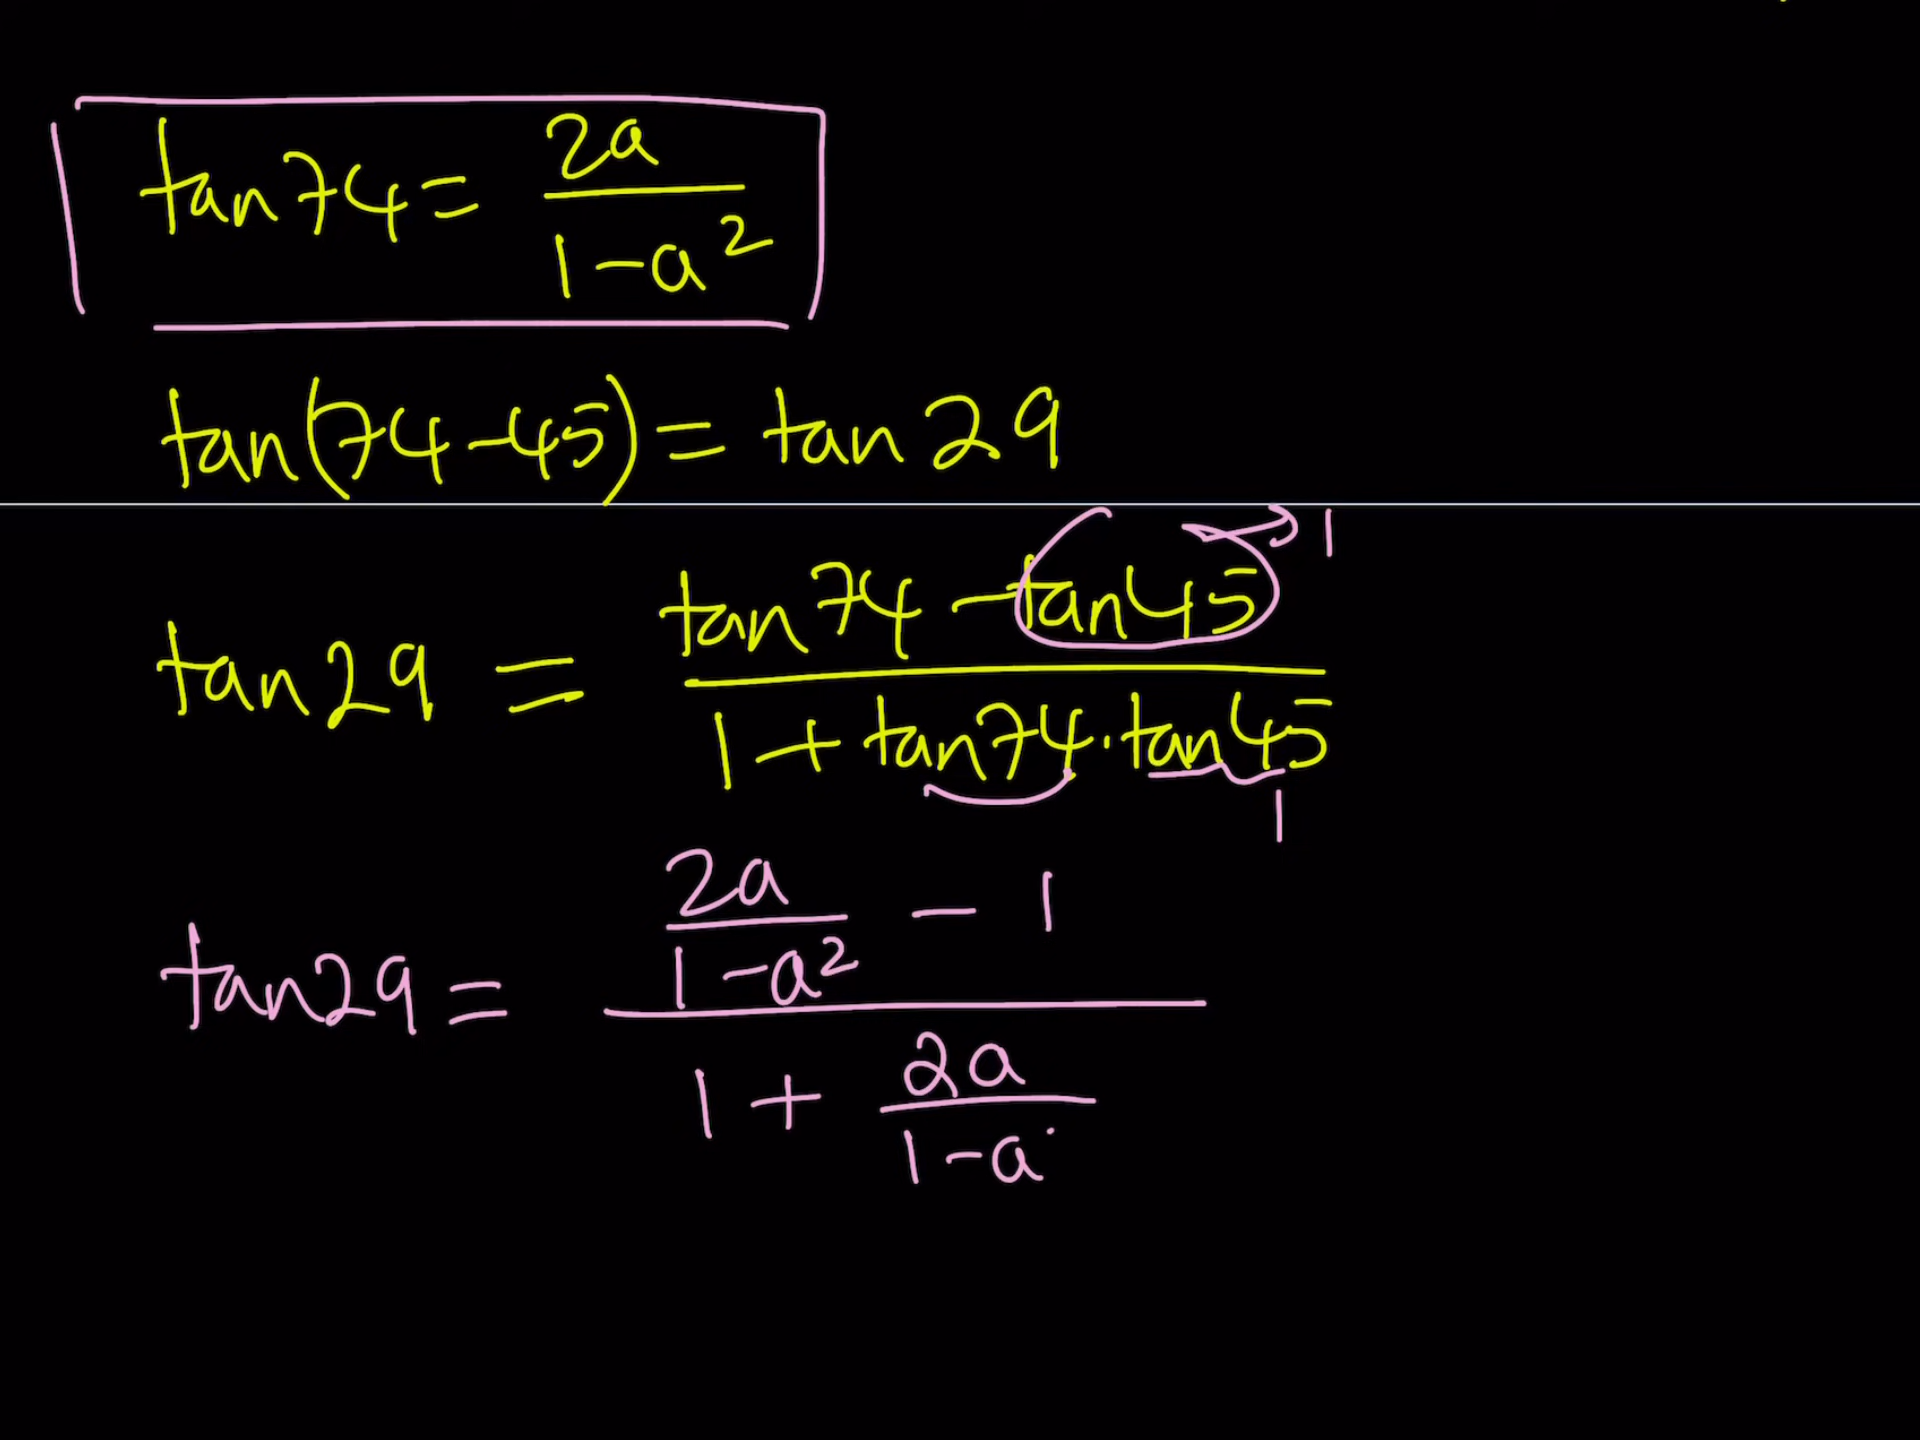 tan74 = 2a/(1-a²)
tan(74-45) = tan29
tan29 = (tan74 - tan45)/(1 + tan74·tan45)
→ 1
1
tan29 = (2a/(1-a²) - 1)/(1 + 2a/(1-a))